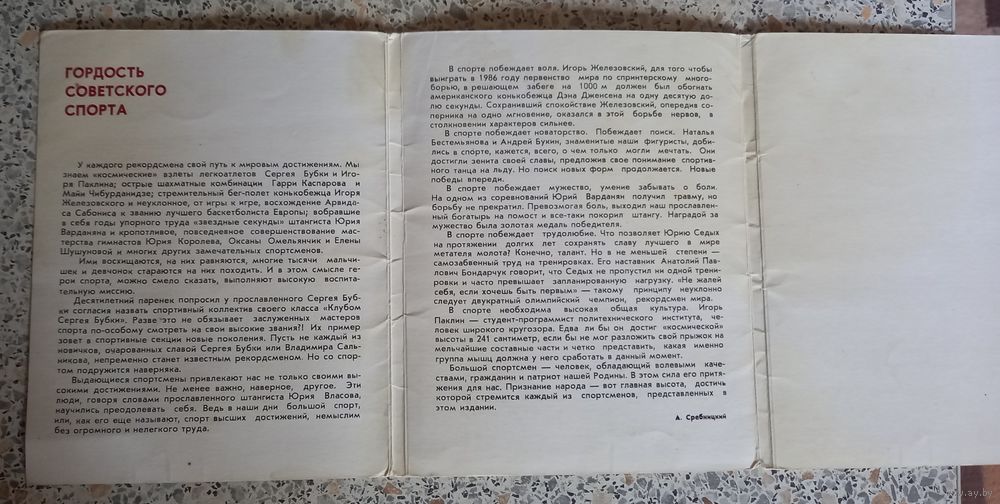 ГОРДОСТЬ
СОВЕТСКОГО
СПОРТА
У каждого рекордсмена свой путь к мировым достижениям. Мы
знаем «космические» взлеты легкоатлетов Сергея Бубки и Иго-
ря Паклина; острые шахматные комбинации Гарри Каспарова и
Майи Чибурданидзе; стремительный бег-полет конькобежца Игоря
Железовского и неуклонное, от игры к игре, восхождение Арвида-
са Сабониса к званию лучшего баскетболиста Европы; вобравшие
в себя годы упорного труда «звездные секунды» штангиста Юрия
Варданяна и кропотливое, повседневное совершенствование мас-
терства гимнастов Юрия Королева, Оксаны Омельянчик и Елены
Шушуновой и многих других замечательных спортсменов.
Ими восхищаются, на них равняются, многие тысячи мальчи-
шек и девчонок стараются на них походить. И в этом смысле ге-
рои спорта, можно смело сказать, выполняют высокую воспита-
тельную миссию.
Десятилетний паренек попросил у прославленного Сергея Буб-
ки согласия назвать спортивный коллектив своего класса «Клубом
Сергея Бубки». Разве это не обязывает заслуженных мастеров
спорта по-особому смотреть на свои высокие звания?! Их пример
зовет в спортивные секции новые поколения. Пусть не каждый из
новичков, очарованных славой Сергея Бубки или Владимира Саль-
никова, непременно станет известным рекордсменом. Но со спор-
том подружится наверняка.
Выдающиеся спортсмены привлекают нас не только своими вы-
сокими достижениями. Не менее важно, наверное, другое. Эти
люди, говоря словами прославленного штангиста Юрия Власова,
научились преодолевать себя. Ведь в наши дни большой спорт,
или, как его еще называют, спорт высших достижений, немыслим
без огромного и нелегкого труда.
В спорте побеждает воля. Игорь Железовский, для того чтобы
выиграть в 1986 году первенство мира по спринтерскому много-
борью, в решающем забеге на 1000 м должен был обогнать
американского конькобежца Дэна Дженсена на одну десятую до-
лю секунды. Сохранивший спокойствие Железовский, опередив со-
перника на одно мгновение, оказался в этой борьбе нервов, в
столкновении характеров сильнее.
В спорте побеждает новаторство. Побеждает поиск. Наталья
Бестемьянова и Андрей Букин, знаменитые наши фигуристы, доби-
лись в спорте, кажется, всего, о чем только могли мечтать. Они
достигли зенита своей славы, предложив свое понимание спортив-
ного танца на льду. Но поиск новых форм продолжается. Новые
победы впереди.
В спорте побеждает мужество, умение забывать о боли.
На одном из соревнований Юрий Варданян получил травму, но
борьбу не прекратил. Превозмогая боль, выходил наш прославлен-
ный богатырь на помост и все-таки покорил штангу. Наградой за
мужество была золотая медаль победителя.
В спорте побеждает трудолюбие. Что позволяет Юрию Седых
на протяжении долгих лет сохранять славу лучшего в мире
метателя молота? Конечно, талант. Но в не меньшей степени —
самозабвенный труд на тренировках. Его наставник Анатолий Пав-
лович Бондарчук говорит, что Седых не пропустил ни одной трени-
ровки и часто превышает запланированную нагрузку. «Не жалей
себя, если хочешь быть первым» — такому принципу неуклонно
следует двукратный олимпийский чемпион, рекордсмен мира.
В спорте необходима высокая общая культура. Игорь
Паклин — студент-программист политехнического института, че-
ловек широкого кругозора. Едва ли бы он достиг «космической»
высоты в 241 сантиметр, если бы не мог разложить свой прыжок на
мельчайшие составные части и четко представить, какая именно
группа мышц должна у него сработать в данный момент.
Большой спортсмен — человек, обладающий волевыми каче-
ствами, гражданин и патриот нашей Родины. В этом сила его притя-
жения для нас. Признание народа — вот главная высота, достичь
которой стремится каждый из спортсменов, представленных в
этом издании.
А. Сребницкий
www.ay.by